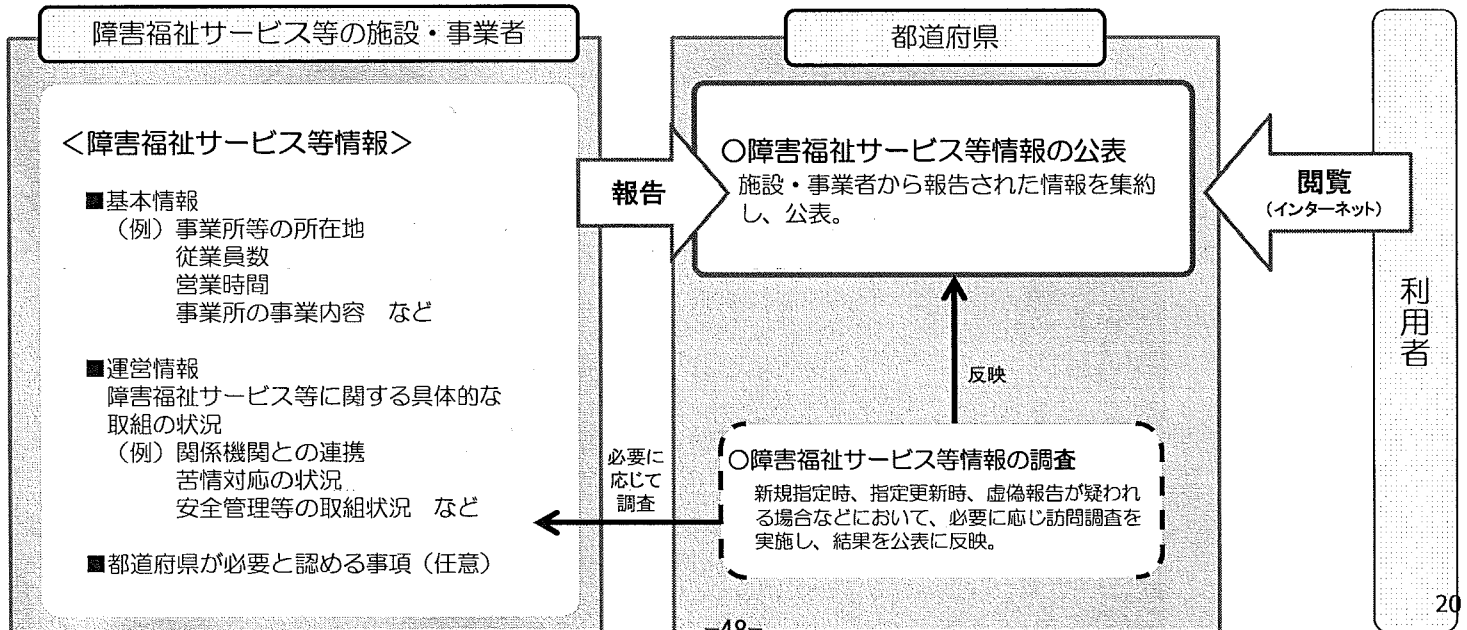 障害福祉サービス等の施設・事業者
＜障害福祉サービス等情報＞
■基本情報
（例）事業所等の所在地
従業員数
営業時間
事業所の事業内容　など
■運営情報
障害福祉サービス等に関する具体的な
取組の状況
（例）関係機関との連携
苦情対応の状況
安全管理等の取組状況　など
■都道府県が必要と認める事項（任意）
報告
必要に
応じて
調査
都道府県
○障害福祉サービス等情報の公表
施設・事業者から報告された情報を集約
し、公表。
反映
○障害福祉サービス等情報の調査
新規指定時、指定更新時、虚偽報告が疑われ
る場合などにおいて、必要に応じ訪問調査を
実施し、結果を公表に反映。
閲覧
（インターネット）
利用者
20
-48-